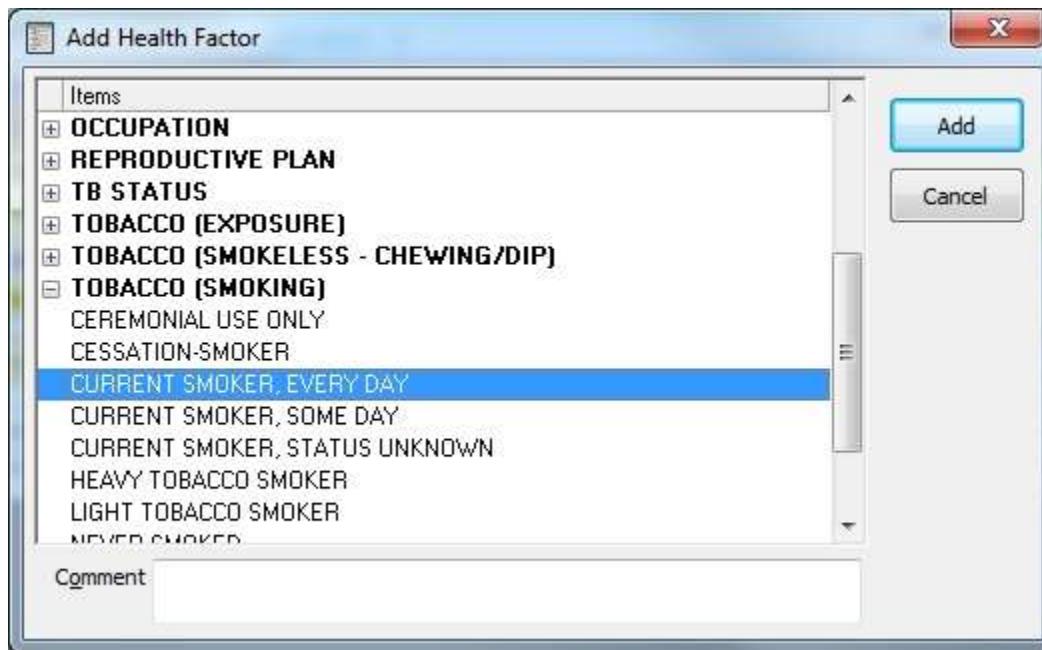 Add Health Factor
Items
OCCUPATION
REPRODUCTIVE PLAN
TB STATUS
TOBACCO (EXPOSURE)
TOBACCO (SMOKELESS - CHEWING/DIP)
TOBACCO (SMOKING)
CEREMONIAL USE ONLY
CESSATION-SMOKER
CURRENT SMOKER, EVERY DAY
CURRENT SMOKER, SOME DAY
CURRENT SMOKER, STATUS UNKNOWN
HEAVY TOBACCO SMOKER
LIGHT TOBACCO SMOKER
NEVER SMOKER
Add
Cancel
Comment